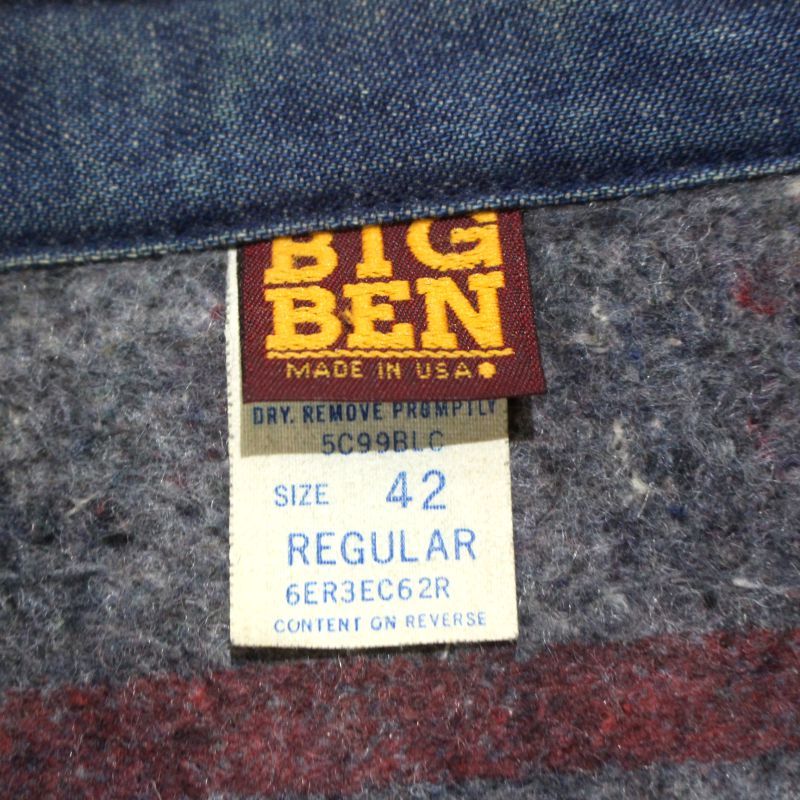 BIG
BEN
MADE IN USA
DRY. REMOVE PROMPTLY
5C99BLC
SIZE 42
REGULAR
6ER3EC62R
CONTENT ON REVERSE